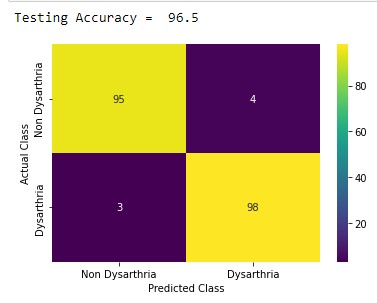 Testing Accuracy =  96.5
Actual Class
Non Dysarthria
Dysarthria
95
4
3
98
Non Dysarthria
Dysarthria
Predicted Class
80
60
40
20